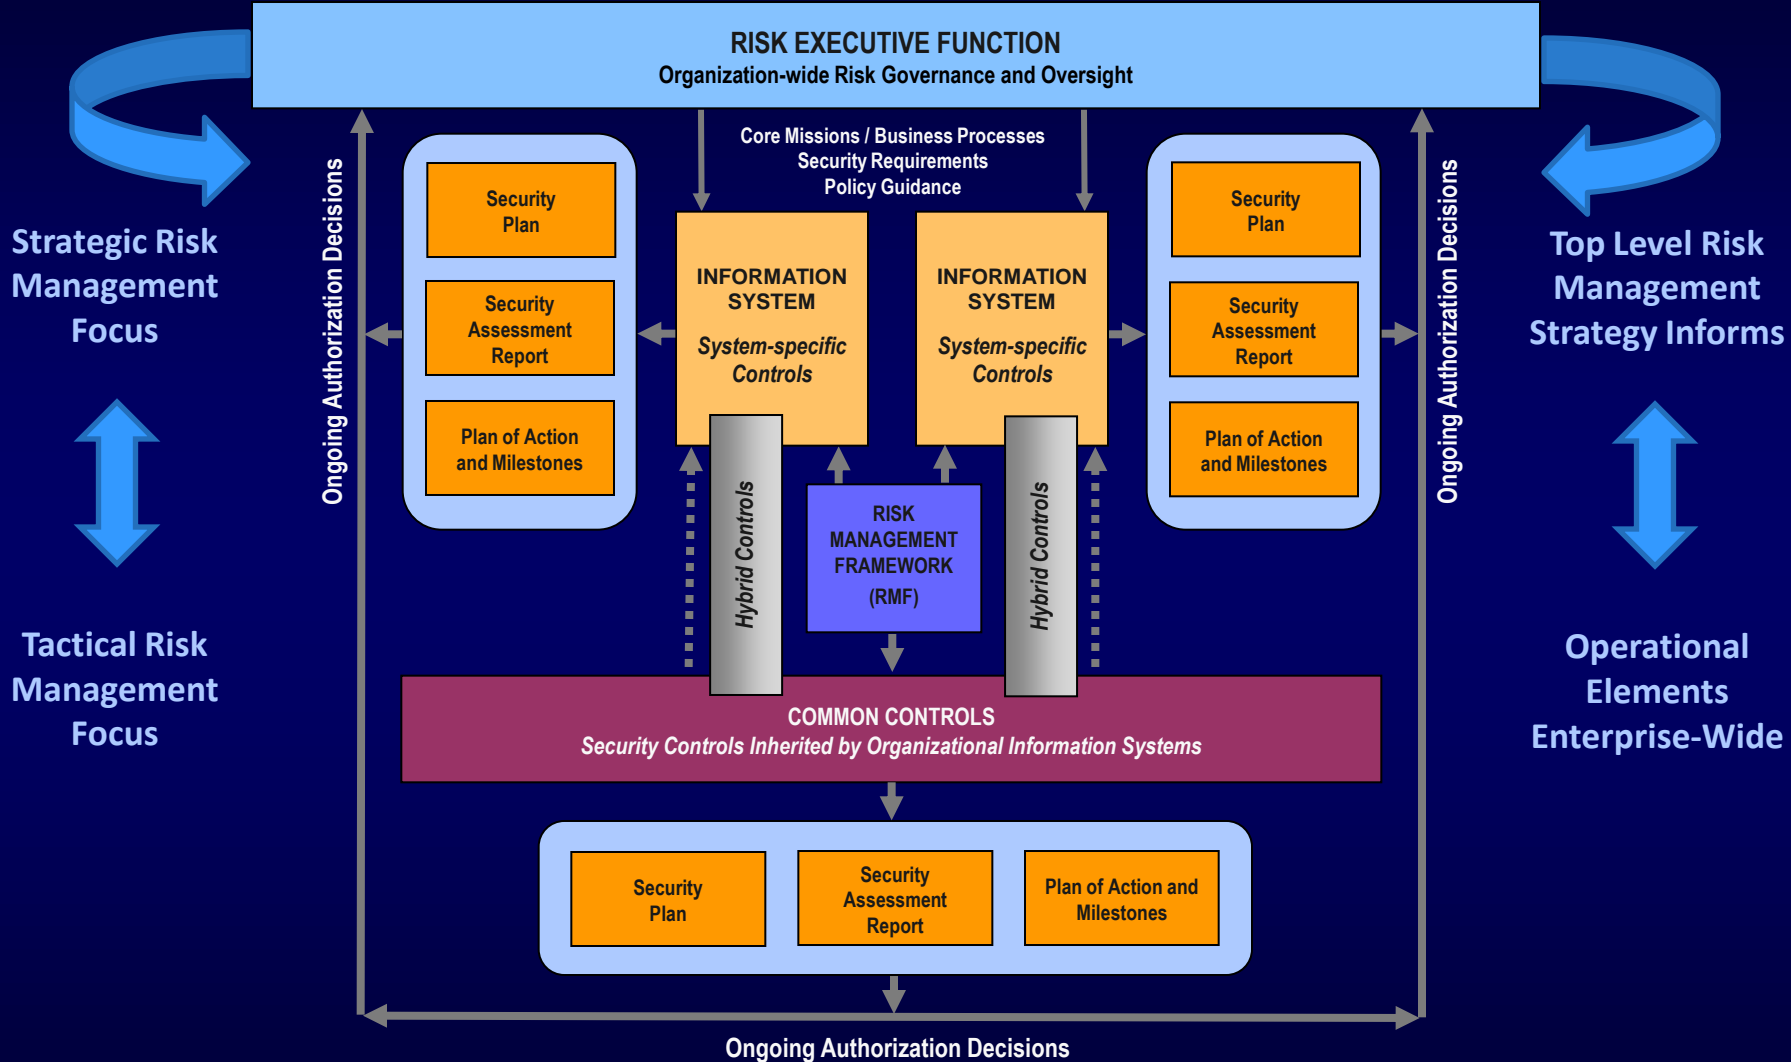 RISK EXECUTIVE FUNCTION
Organization-wide Risk Governance and Oversight
Core Missions / Business Processes
Security Requirements
Policy Guidance
Strategic Risk
Management
Focus
Tactical Risk
Management
Focus
Ongoing Authorization Decisions
Security
Plan
Security
Assessment
Report
Plan of Action
and Milestones
INFORMATION
SYSTEM
System-specific
Controls
INFORMATION
SYSTEM
System-specific
Controls
Security
Plan
Security
Assessment
Report
Plan of Action
and Milestones
Ongoing Authorization Decisions
Top Level Risk
Management
Strategy Informs
Operational
Elements
Enterprise-Wide
Hybrid Controls
RISK
MANAGEMENT
FRAMEWORK
(RMF)
Hybrid Controls
COMMON CONTROLS
Security Controls Inherited by Organizational Information Systems
Security
Plan
Security
Assessment
Report
Plan of Action and
Milestones
Ongoing Authorization Decisions